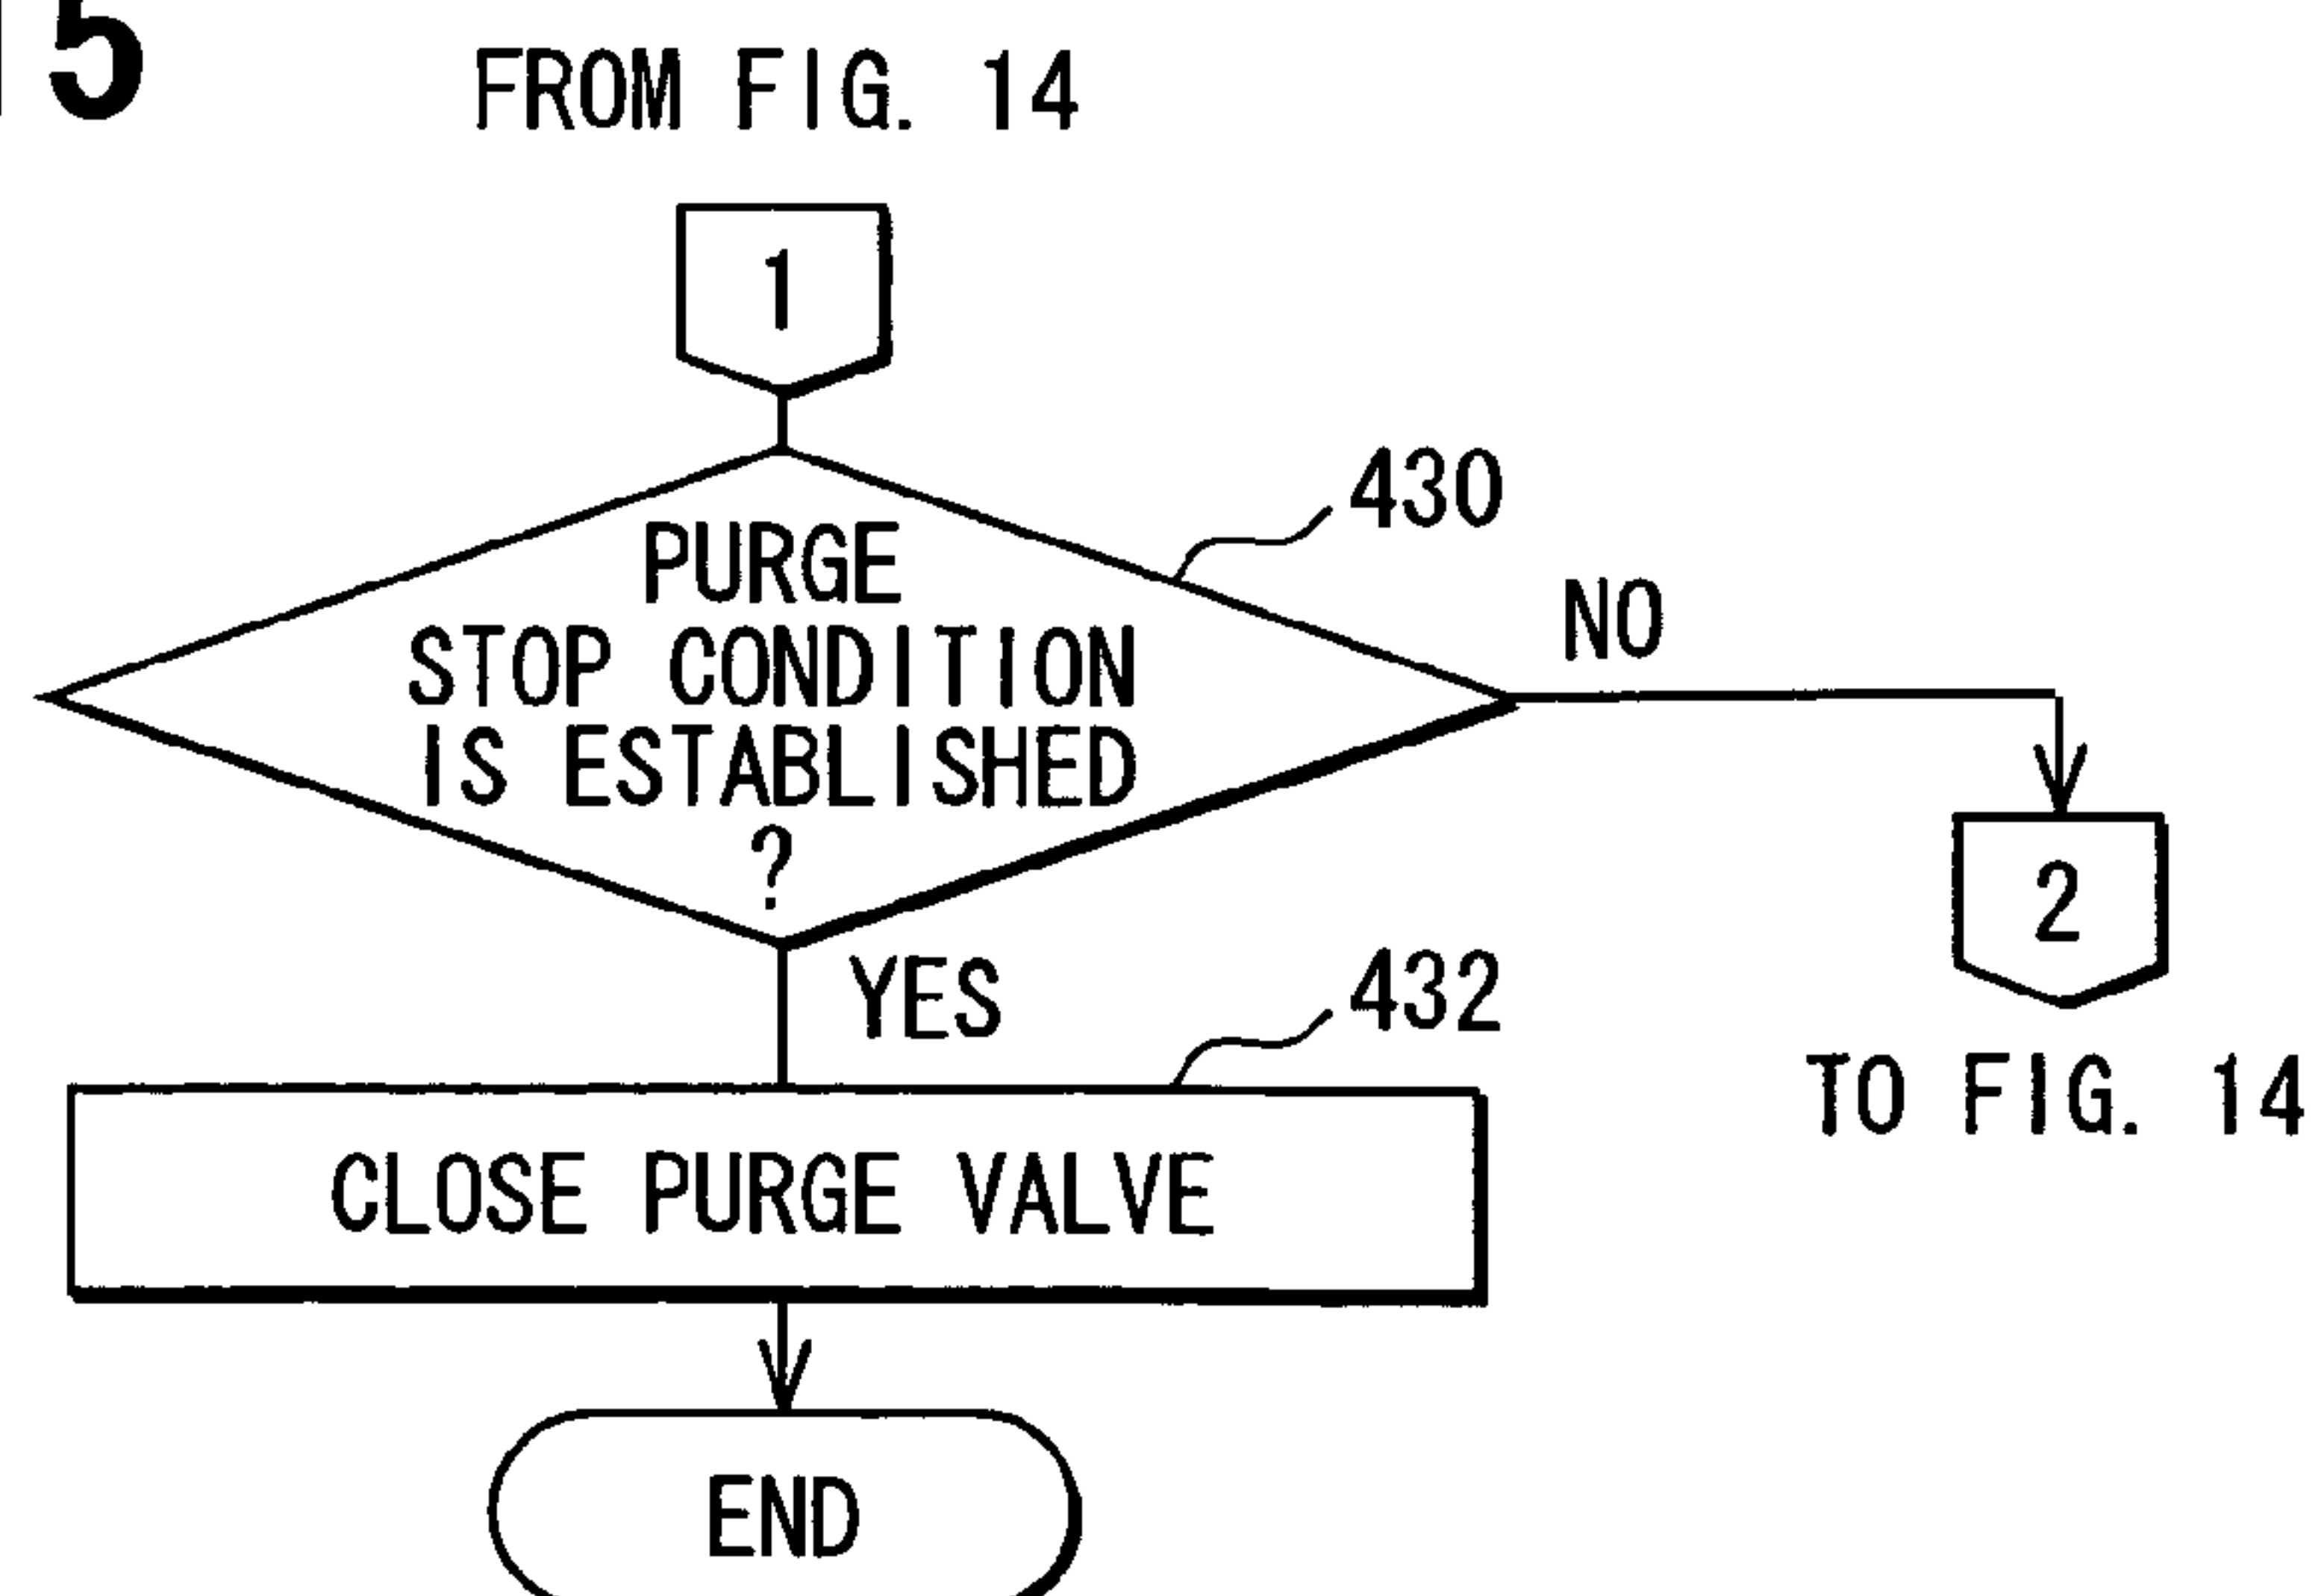 15
FROM FIG. 14
1
430
PURGE
STOP CONDITION
IS ESTABLISHED
?
NO
2
TO FIG. 14
YES
432
CLOSE PURGE VALVE
END